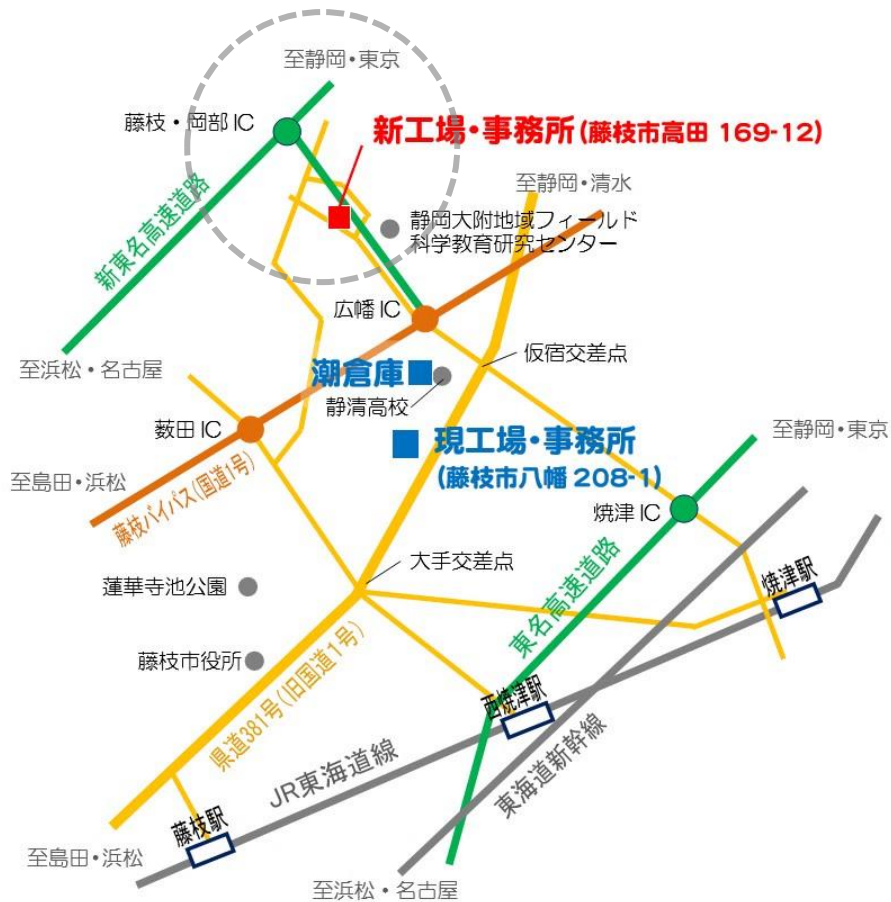 至静岡・東京
藤枝・岡部 IC
新工場・事務所 (藤枝市高田 169-12)
至静岡・清水
静岡大附地域フィールド
科学教育研究センター
新東名高速道路
広幡 IC
至浜松・名古屋
仮宿交差点
潮倉庫
静清高校
薮田 IC
現工場・事務所
(藤枝市八幡 208-1)
至静岡・東京
至島田・浜松
藤枝バイパス(国道1号)
焼津 IC
大手交差点
蓮華寺池公園
東名高速道路
焼津駅
藤枝市役所
県道381号(旧国道1号)
西焼津駅
東海道新幹線
JR東海道線
藤枝駅
至島田・浜松
至浜松・名古屋